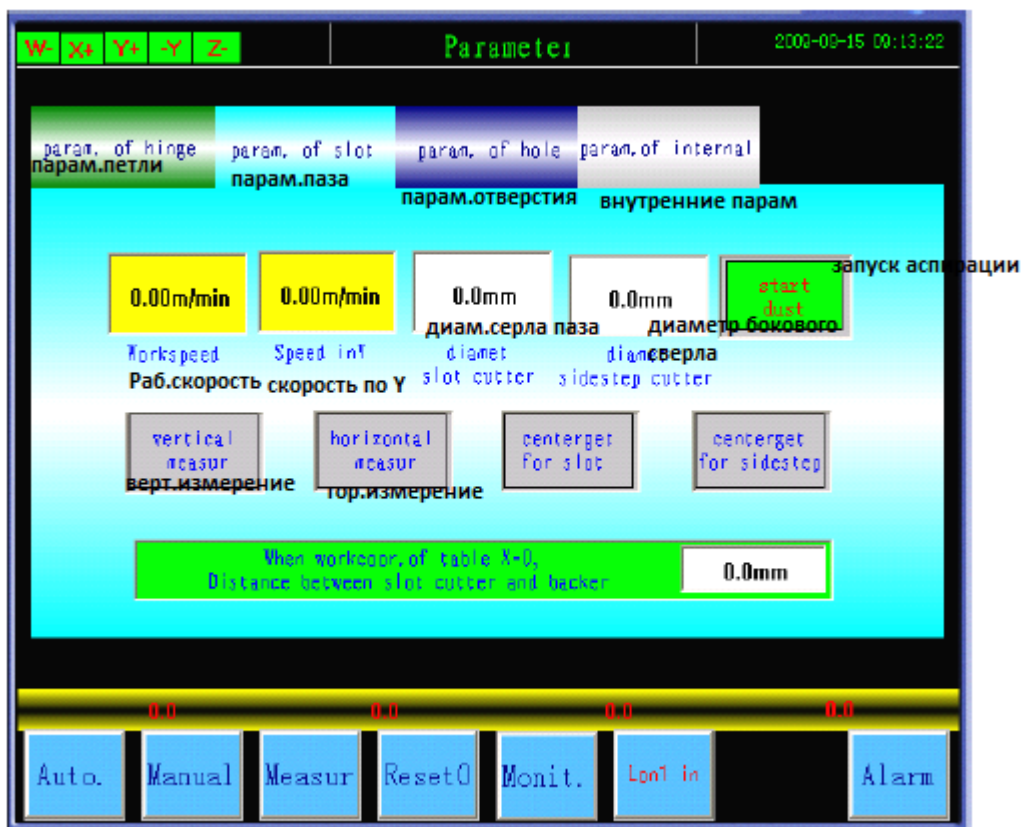 W- X+ Y+ -Y Z- Parameter 2009-09-15 09:13:22
param. of hinge param. of slot param. of hole param.of internal
парам.петли парам.паза парам.отверстия внутренние парам
запуск аспирации
0.00m/min 0.00m/min 0.0mm 0.0mm start
dust
диам.серла паза диаметр бокового
Workspeed Speed inY diamet сверла
Раб.скорость скорость по Y slot cutter sidestep cutter
vertical horizontal centerget centerget
measur measur for slot for sidestep
верт.измерение гор.измерение
When workcoor.of table X-0,
Distance between slot cutter and backer 0.0mm
0.0 0.0 0.0 0.0
Auto. Manual Measur Reset0 Monit. in Alarm